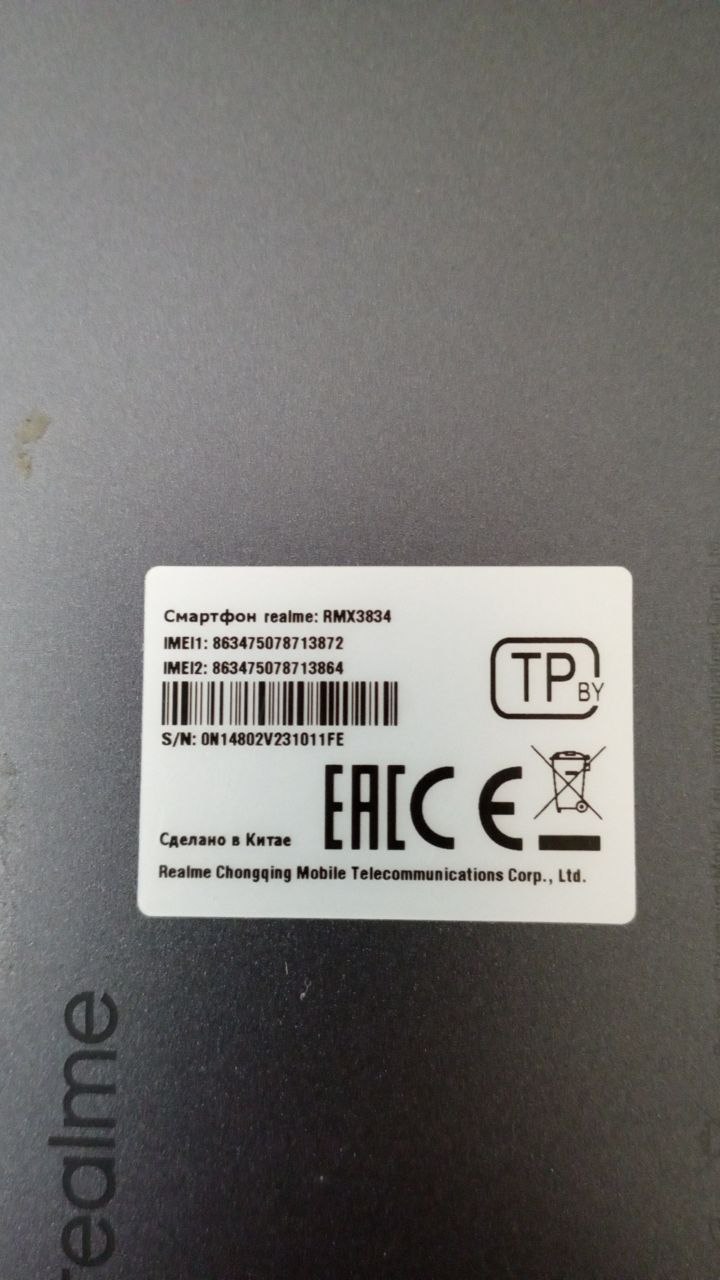 Смартфон realme: RMX3834
IMEI1: 863475078713872
IMEI2: 863475078713864
S/N: 0N14802V231011FE
TP BY
EAC CE
Сделано в Китае
Realme Chongqing Mobile Telecommunications Corp., Ltd.
realme